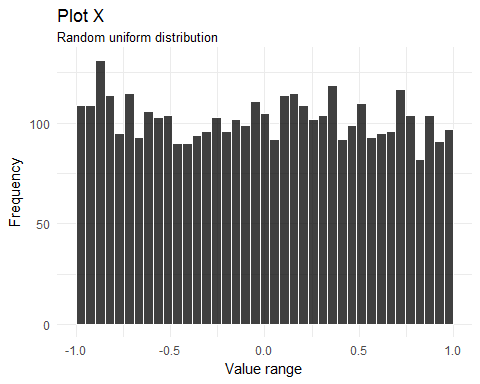 Plot X
Random uniform distribution
Frequency
100
50
0
-1.0 -0.5 0.0 0.5 1.0
Value range